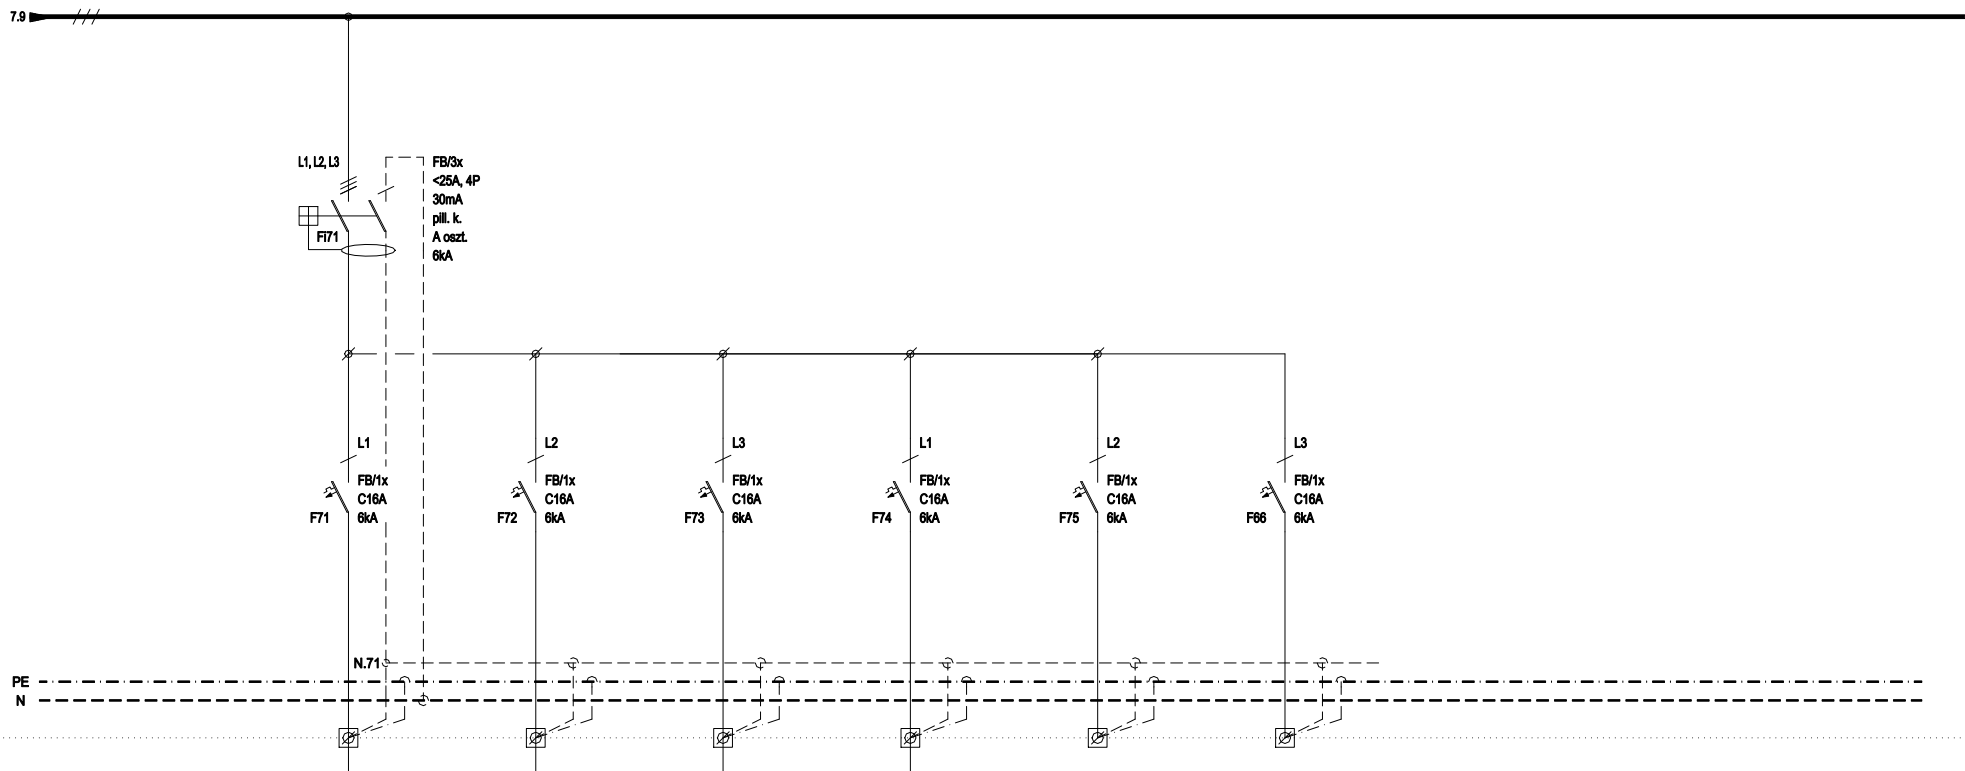 7.9
L1, L2, L3
FB/3x
<25A, 4P
30mA
pill. k.
A oszt.
6kA
Fi71
L1
FB/1x
C16A
6kA
F71
L2
FB/1x
C16A
6kA
F72
L3
FB/1x
C16A
6kA
F73
L1
FB/1x
C16A
6kA
F74
L2
FB/1x
C16A
6kA
F75
L3
FB/1x
C16A
6kA
F66
N.71
PE
N